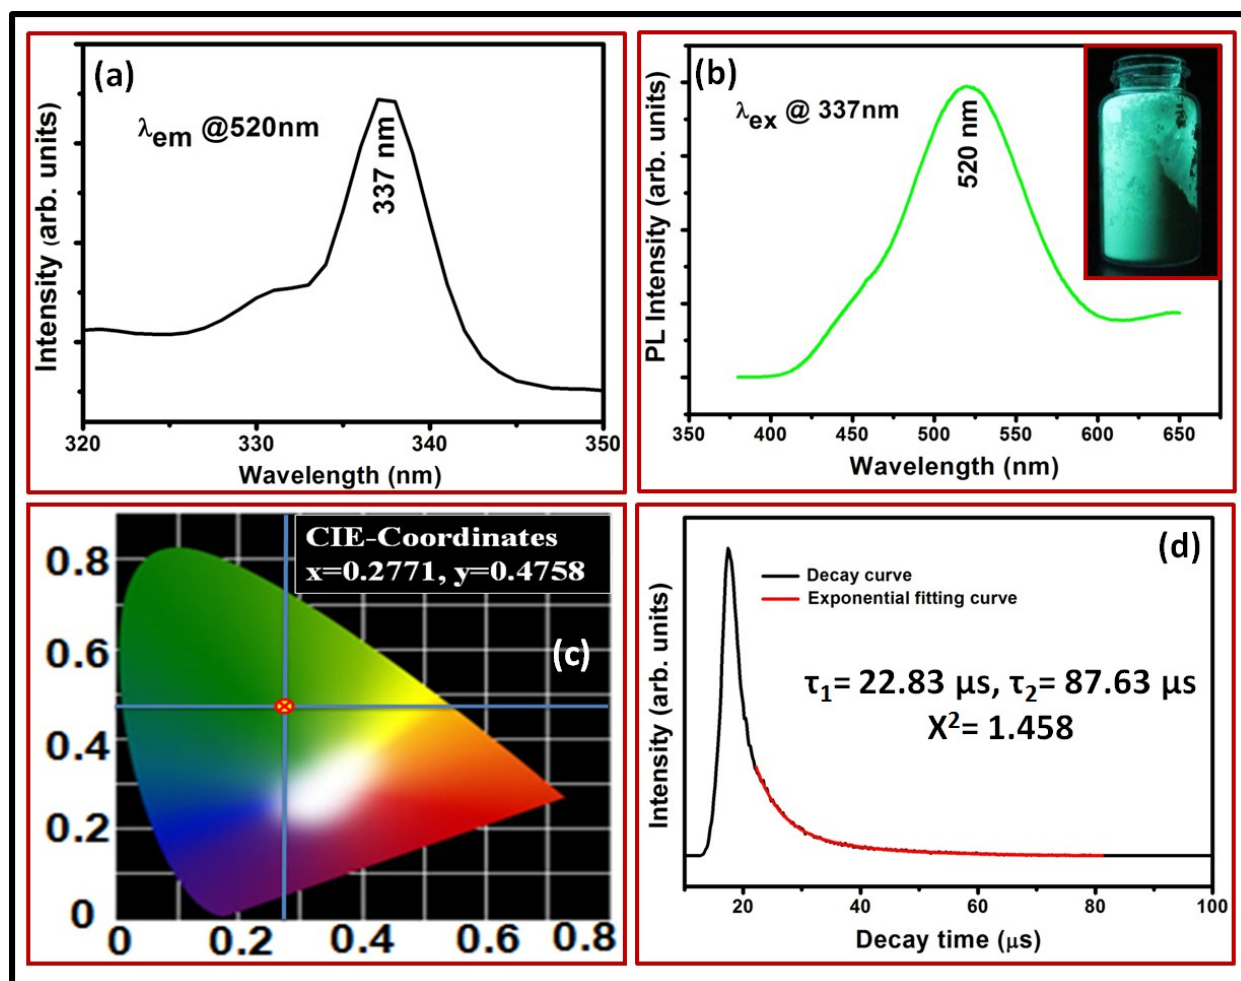 (a)
λem @520nm
337 nm
Intensity (arb. units)
320 330 340 350
Wavelength (nm)
(b)
λex @ 337nm
520 nm
PL Intensity (arb. units)
350 400 450 500 550 600 650
Wavelength (nm)
CIE-Coordinates
x=0.2771, y=0.4758
(c)
0.8
0.6
0.4
0.2
0
0 0.2 0.4 0.6 0.8
(d)
Decay curve
Exponential fitting curve
τ1= 22.83 μs, τ2= 87.63 μs
X²= 1.458
Intensity (arb. units)
20 40 60 80 100
Decay time (μs)